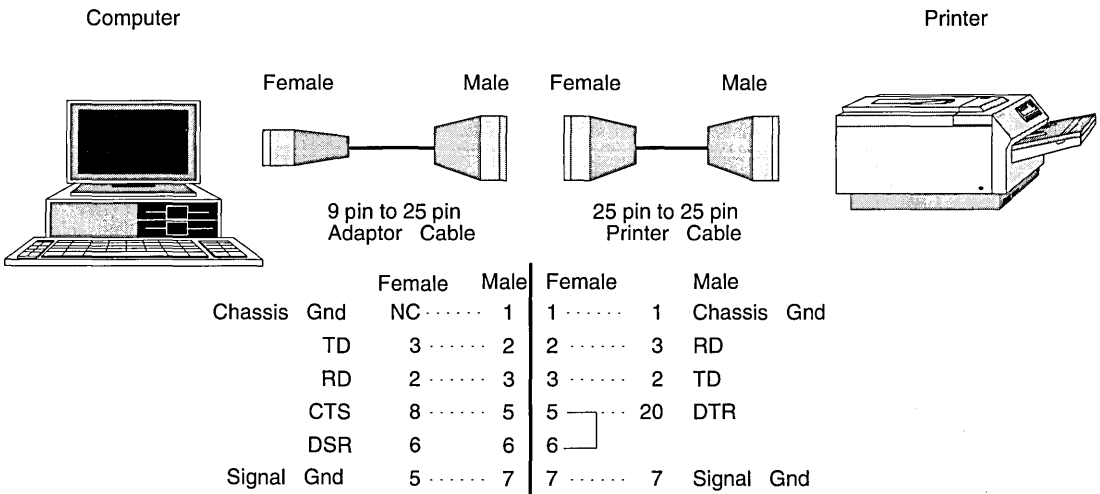 Computer Printer
Female Male Female Male
9 pin to 25 pin 25 pin to 25 pin
Adaptor Cable Printer Cable
Female Male Female Male
Chassis Gnd NC ······ 1 1 ······ 1 Chassis Gnd
TD 3 ······ 2 2 ······ 3 RD
RD 2 ······ 3 3 ······ 2 TD
CTS 8 ······ 5 5 ··· 20 DTR
DSR 6 6 6
Signal Gnd 5 ······ 7 7 ······ 7 Signal Gnd